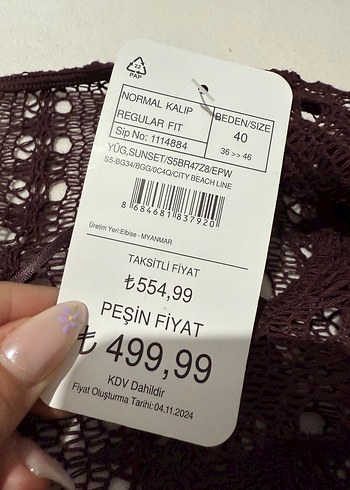 22
PAP
NORMAL KALIP
REGULAR FIT
Sip No: 1114884
BEDEN/SIZE
40
36 >> 46
YÜG,SUNSET/S5BR47Z8/EPW
S5-BG34/BGG/0C4Q/CITY BEACH LINE
8 684681 837920
Üretim Yeri:Elbise - MYANMAR
TAKSİTLİ FİYAT
₺554,99
PEŞİN FİYAT
₺ 499,99
KDV Dahildir
Fiyat Oluşturma Tarihi: 04.11.2024